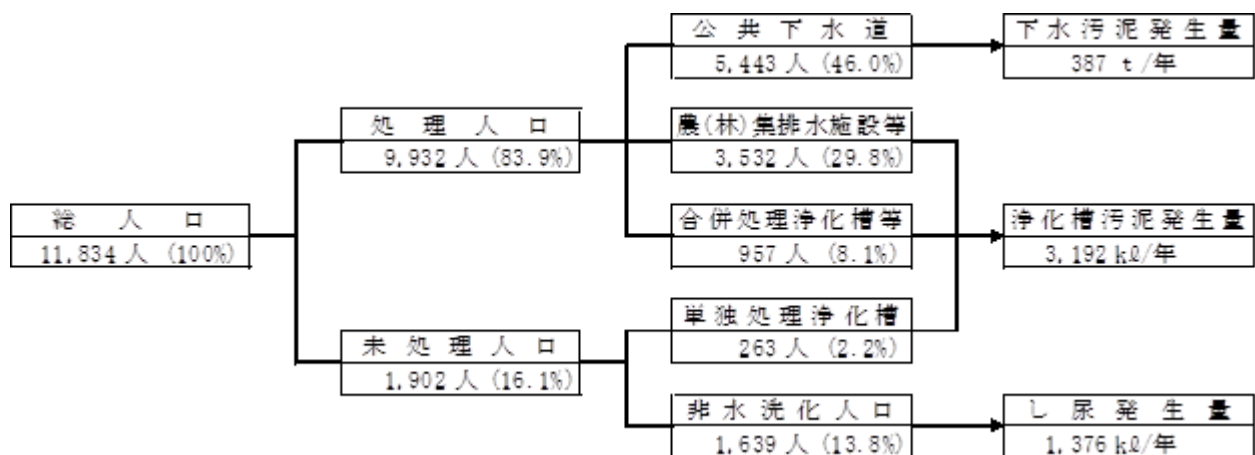 公共下水道
5,443 人 (46.0%)
下水汚泥発生量
387 t/年
処理人口
9,932 人 (83.9%)
農(林)集排水施設等
3,532 人 (29.8%)
総人口
11,834 人 (100%)
合併処理浄化槽等
957 人 (8.1%)
浄化槽汚泥発生量
3,192 kℓ/年
単独処理浄化槽
263 人 (2.2%)
未処理人口
1,902 人 (16.1%)
非水洗化人口
1,639 人 (13.8%)
し尿発生量
1,376 kℓ/年